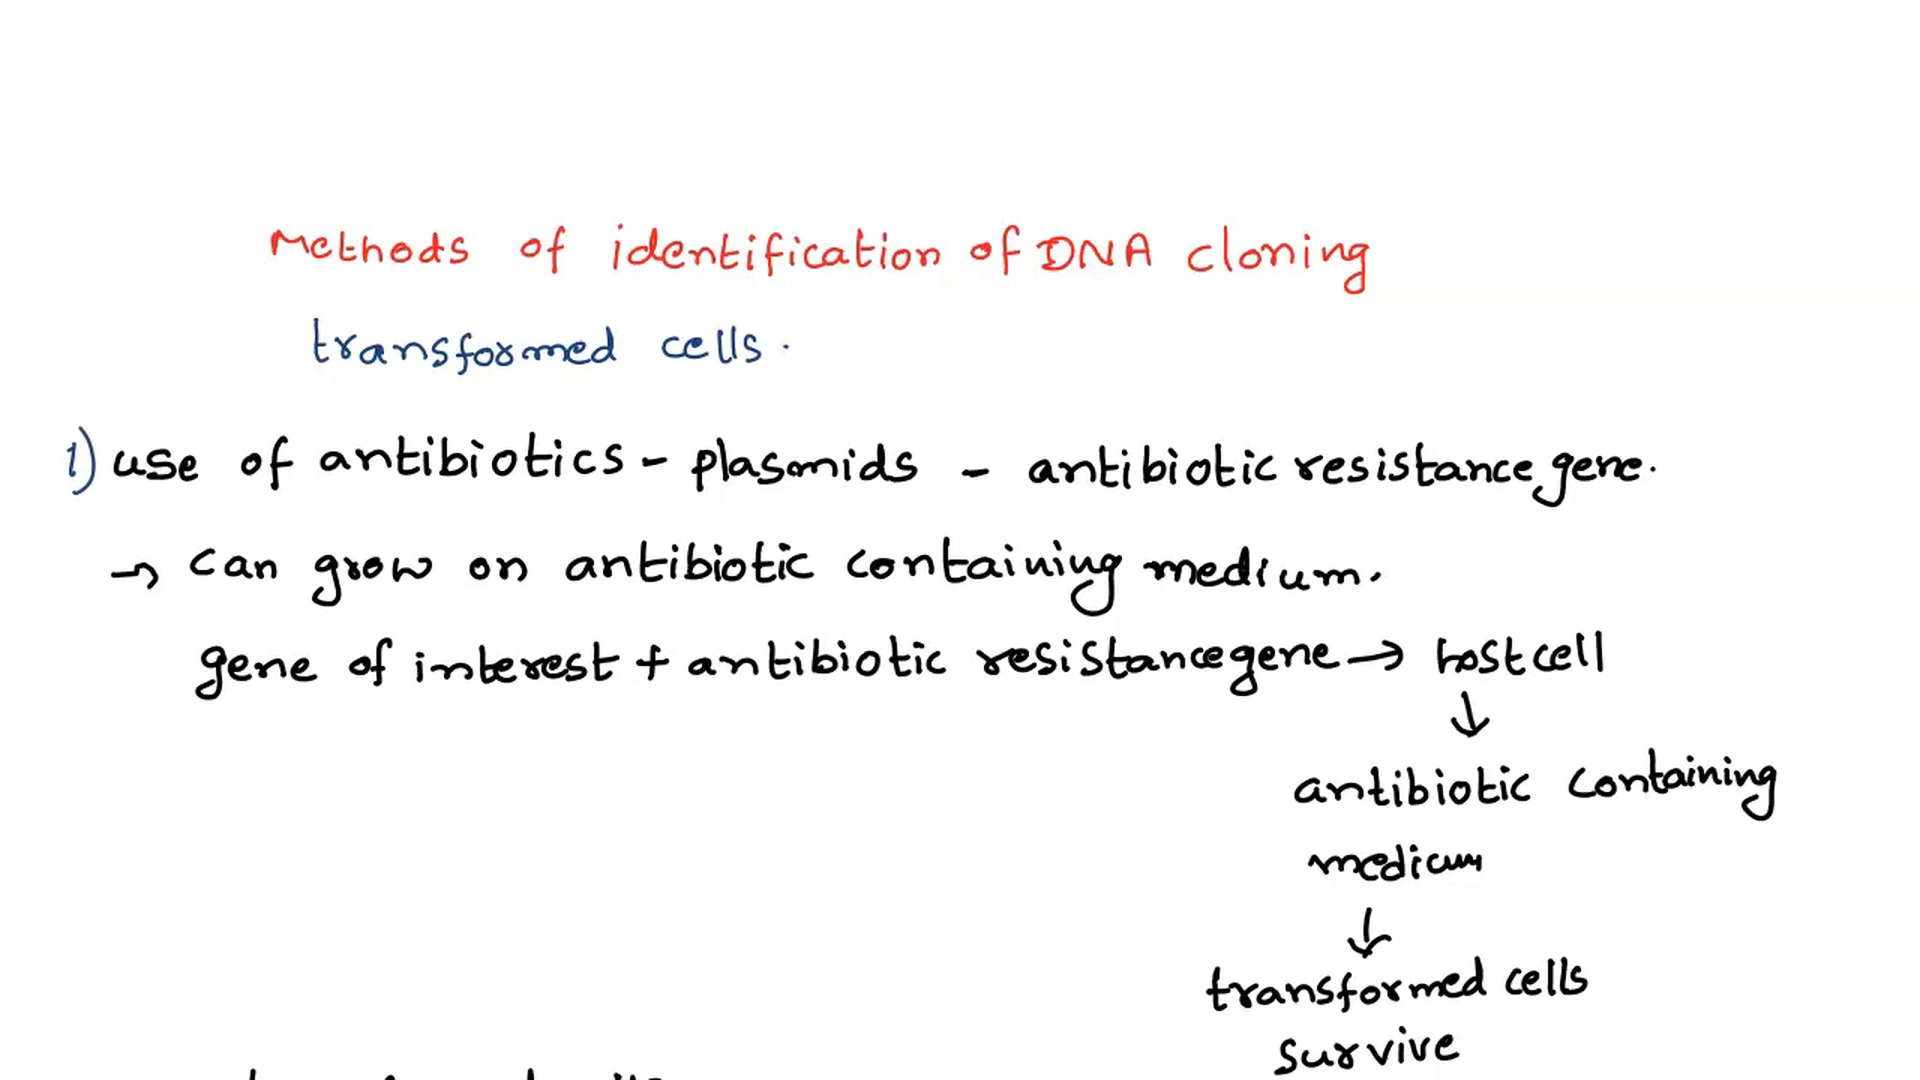 Methods of identification of DNA cloning
transformed cells.
1) use of antibiotics - plasmids - antibiotic resistance gene.
→ can grow on antibiotic containing medium.
gene of interest + antibiotic resistance gene → host cell
↓
antibiotic containing
medium
↓
transformed cells
survive